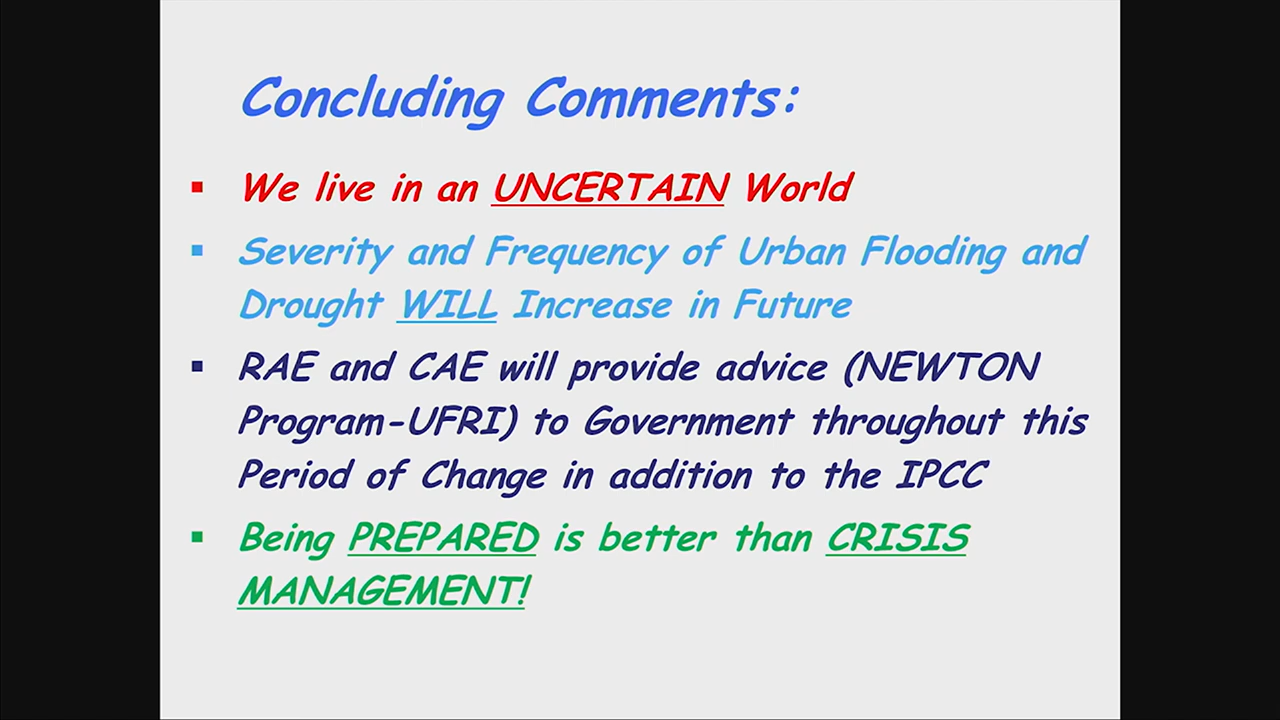 Concluding Comments:
We live in an UNCERTAIN World
Severity and Frequency of Urban Flooding and
Drought WILL Increase in Future
RAE and CAE will provide advice (NEWTON
Program-UFRI) to Government throughout this
Period of Change in addition to the IPCC
Being PREPARED is better than CRISIS
MANAGEMENT!